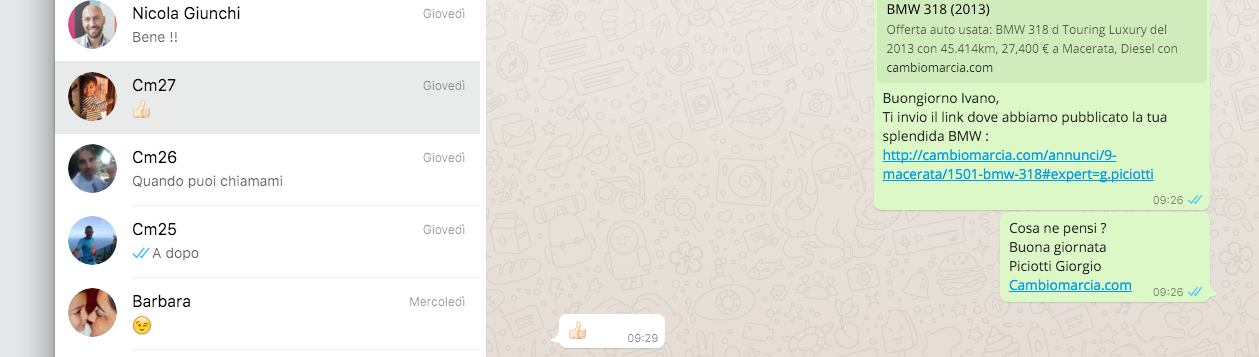 Nicola Giunchi
Giovedì
Bene !!
Cm27
Giovedì
👍🏻
Cm26
Giovedì
Quando puoi chiamami
Cm25
Giovedì
A dopo
Barbara
Mercoledì
😉
BMW 318 (2013)
Offerta auto usata: BMW 318 d Touring Luxury del
2013 con 45.414km, 27,400 € a Macerata, Diesel con
cambiomarcia.com
Buongiorno Ivano,
Ti invio il link dove abbiamo pubblicato la tua
splendida BMW :
http://cambiomarcia.com/annunci/9-
macerata/1501-bmw-318#expert=g.piciotti
09:26
Cosa ne pensi ?
Buona giornata
Piciotti Giorgio
Cambiomarcia.com
09:26
👍🏻
09:29